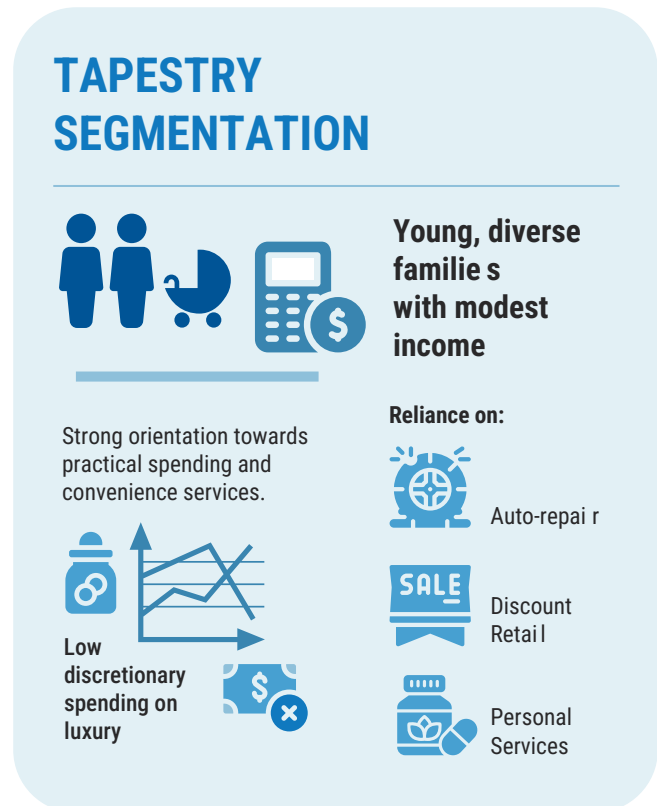 TAPESTRY
SEGMENTATION
Young, diverse
familie s
with modest
income
Strong orientation towards
practical spending and
convenience services.
Low
discretionary
spending on
luxury
$
$
Reliance on:
Auto-repai r
SALE
Discount
Retai l
Personal
Services